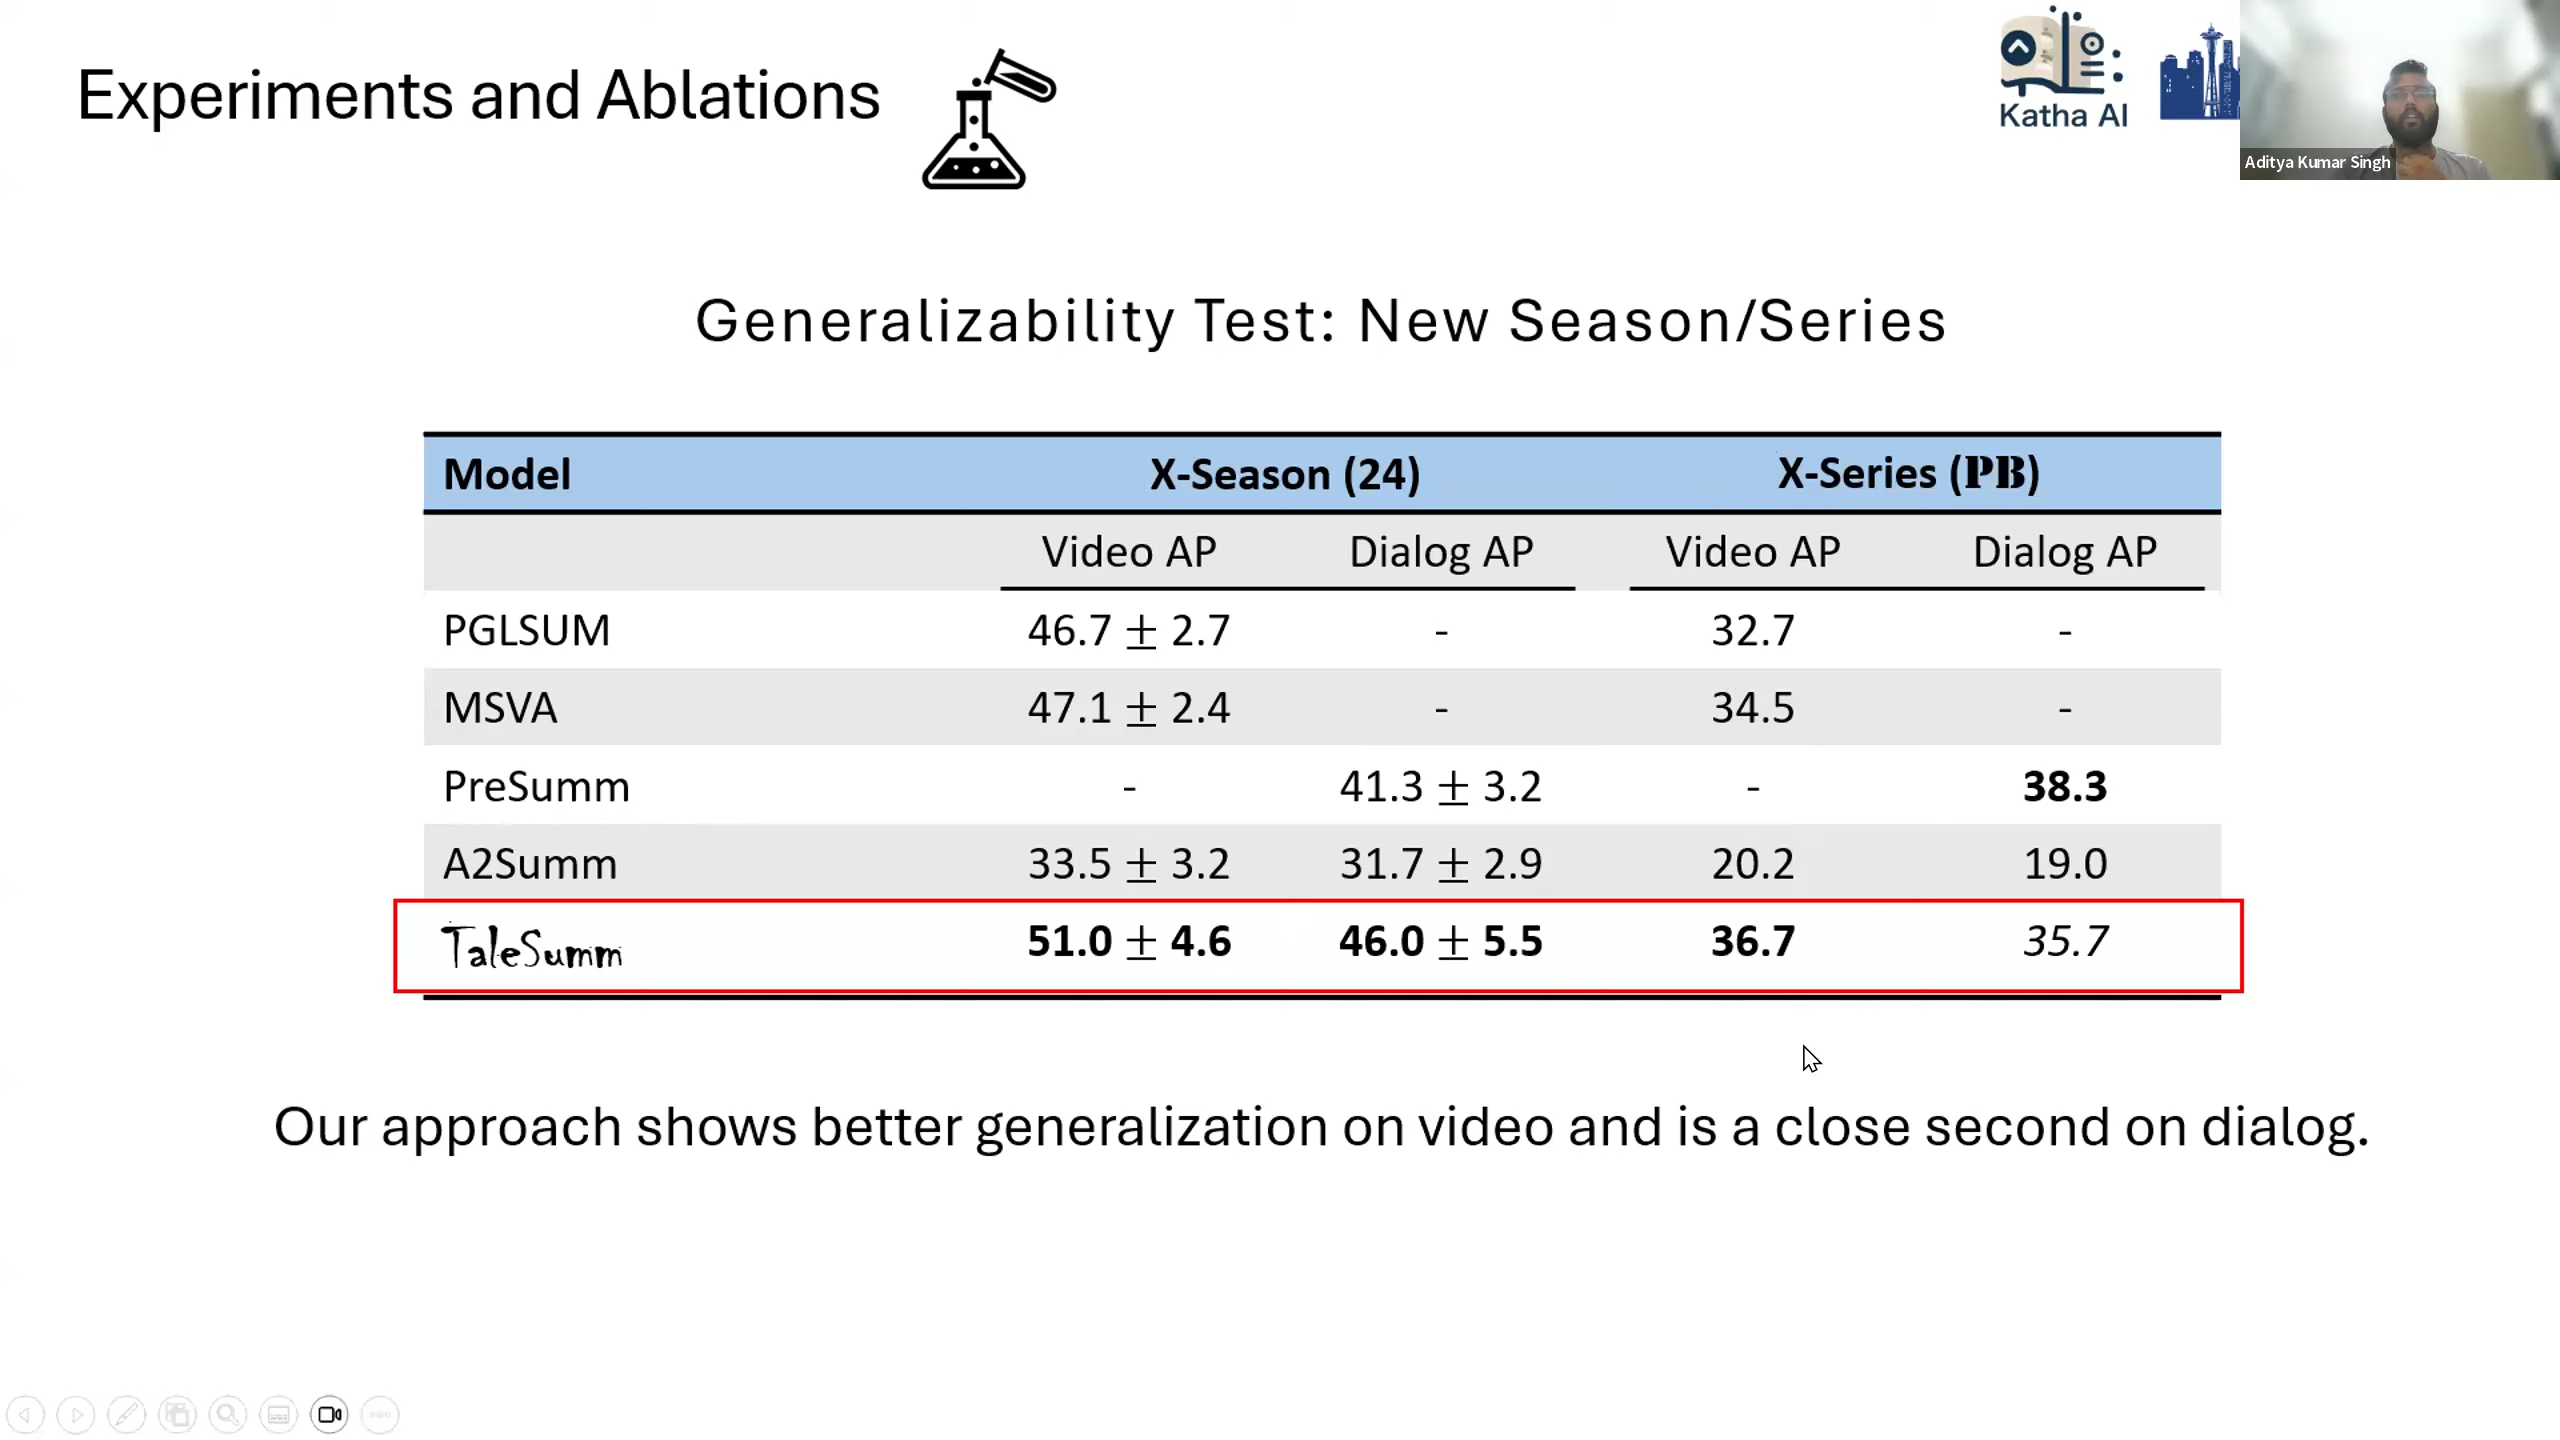 Experiments and Ablations
Katha AI
Aditya Kumar Singh
Generalizability Test: New Season/Series
Model X-Season (24) X-Series (PB)
Video AP Dialog AP Video AP Dialog AP
PGLSUM 46.7 ± 2.7 - 32.7 -
MSVA 47.1 ± 2.4 - 34.5 -
PreSumm - 41.3 ± 3.2 - 38.3
A2Summ 33.5 ± 3.2 31.7 ± 2.9 20.2 19.0
TaleSumm 51.0 ± 4.6 46.0 ± 5.5 36.7 35.7
Our approach shows better generalization on video and is a close second on dialog.